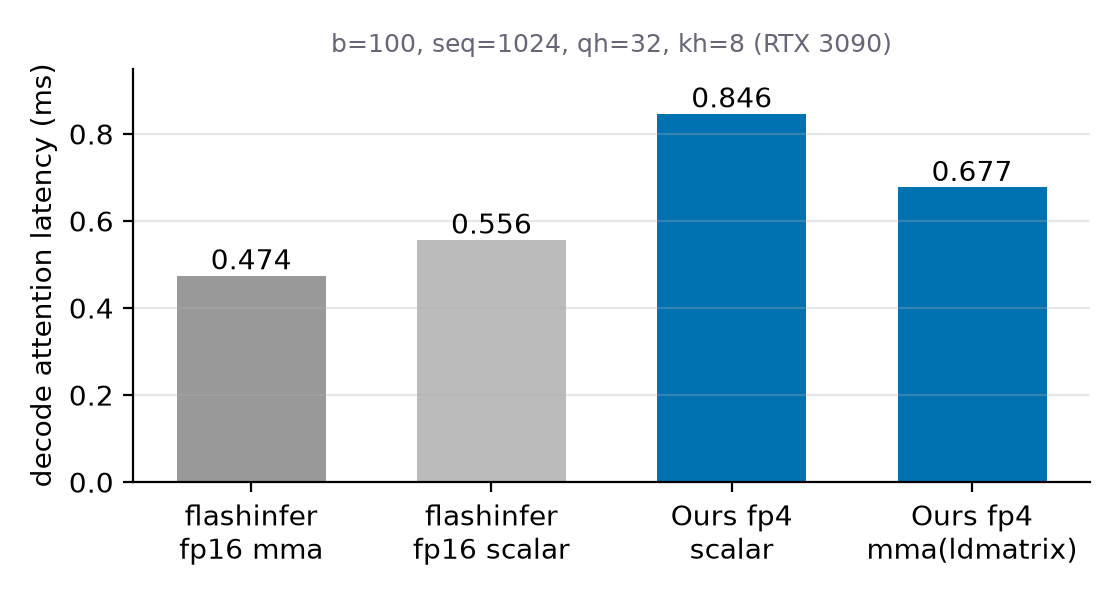 b=100, seq=1024, qh=32, kh=8 (RTX 3090)
decode attention latency (ms)
0.8
0.6
0.4
0.2
0.0
0.474
0.556
0.846
0.677
flashinfer
fp16 mma
flashinfer
fp16 scalar
Ours fp4
scalar
Ours fp4
mma(ldmatrix)